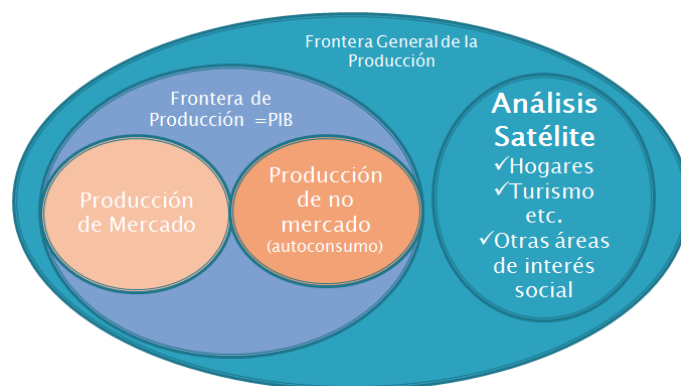 Frontera General de la
Producción
Frontera de
Producción =PIB
Producción
de Mercado
Producción
de no
mercado
(autoconsumo)
Análisis
Satélite
✓Hogares
✓Turismo
etc.
✓Otras áreas
de interés
social